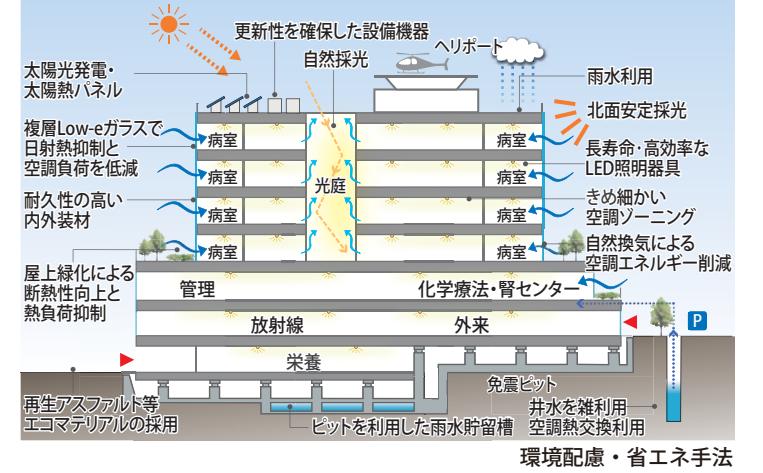 更新性を確保した設備機器
自然採光
ヘリポート
太陽光発電・
太陽熱パネル
雨水利用
北面安定採光
複層Low-eガラスで
日射熱抑制と
空調負荷を低減
病室
病室
長寿命・高効率な
LED照明器具
病室
病室
光庭
耐久性の高い
内外装材
きめ細かい
空調ゾーニング
病室
病室
自然換気による
空調エネルギー削減
病室
病室
屋上緑化による
断熱性向上と
熱負荷抑制
管理
化学療法・腎センター
放射線
外来
P
栄養
免震ピット
再生アスファルト等
エコマテリアルの採用
ピットを利用した雨水貯留槽
井水を雑利用
空調熱交換利用
環境配慮・省エネ手法